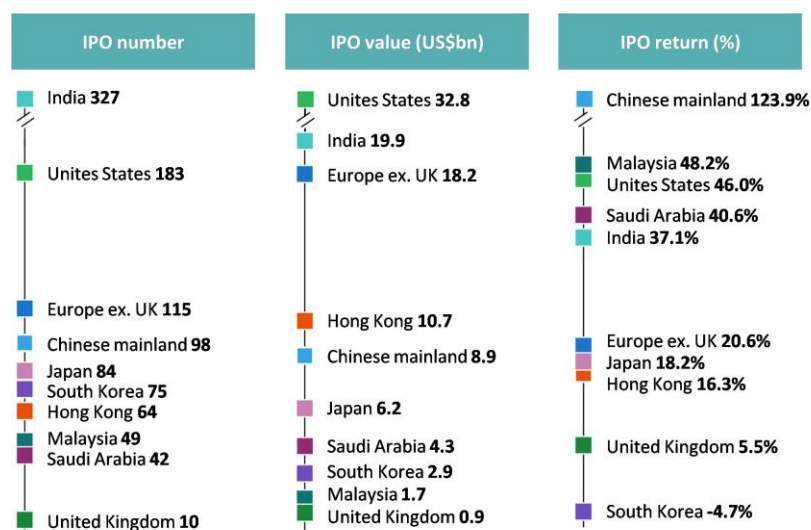 IPO number
India 327
Unites States 183
Europe ex. UK 115
Chinese mainland 98
Japan 84
South Korea 75
Hong Kong 64
Malaysia 49
Saudi Arabia 42
United Kingdom 10
IPO value (US$bn)
Unites States 32.8
India 19.9
Europe ex. UK 18.2
Hong Kong 10.7
Chinese mainland 8.9
Japan 6.2
Saudi Arabia 4.3
South Korea 2.9
Malaysia 1.7
United Kingdom 0.9
IPO return (%)
Chinese mainland 123.9%
Malaysia 48.2%
Unites States 46.0%
Saudi Arabia 40.6%
India 37.1%
Europe ex. UK 20.6%
Japan 18.2%
Hong Kong 16.3%
United Kingdom 5.5%
South Korea -4.7%